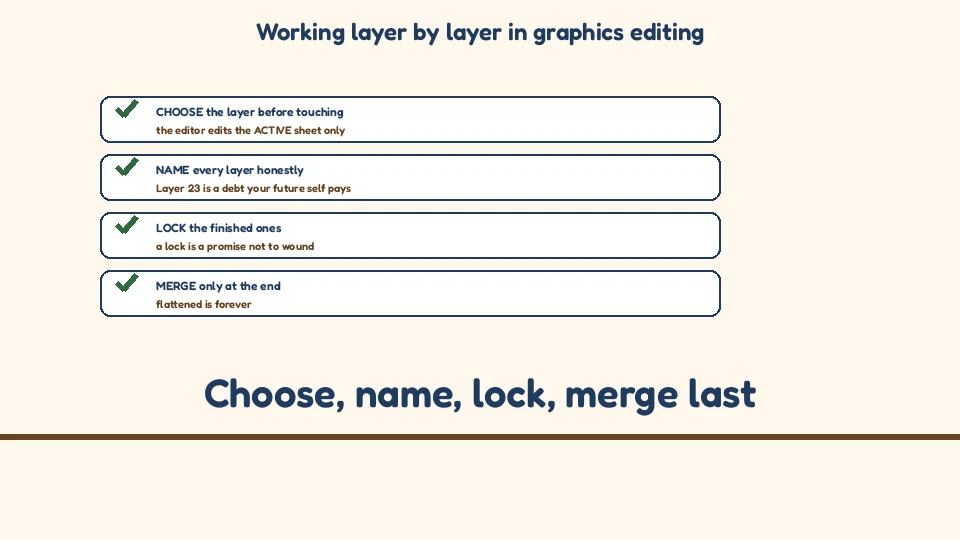 Working layer by layer in graphics editing
CHOOSE the layer before touching
the editor edits the ACTIVE sheet only
NAME every layer honestly
Layer 23 is a debt your future self pays
LOCK the finished ones
a lock is a promise not to wound
MERGE only at the end
flattened is forever
Choose, name, lock, merge last